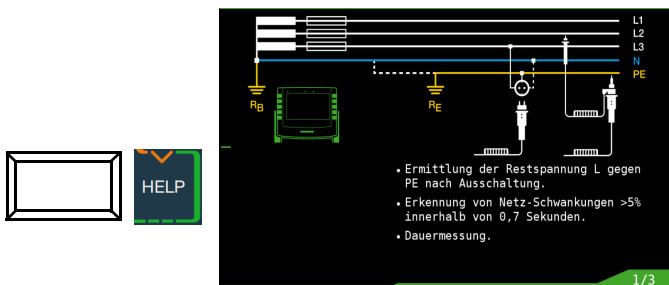 HELP
L1
L2
L3
N
PE
RB
RE
• Ermittlung der Restspannung L gegen
PE nach Ausschaltung.
• Erkennung von Netz-Schwankungen >5%
innerhalb von 0,7 Sekunden.
• Dauermessung.
1/3